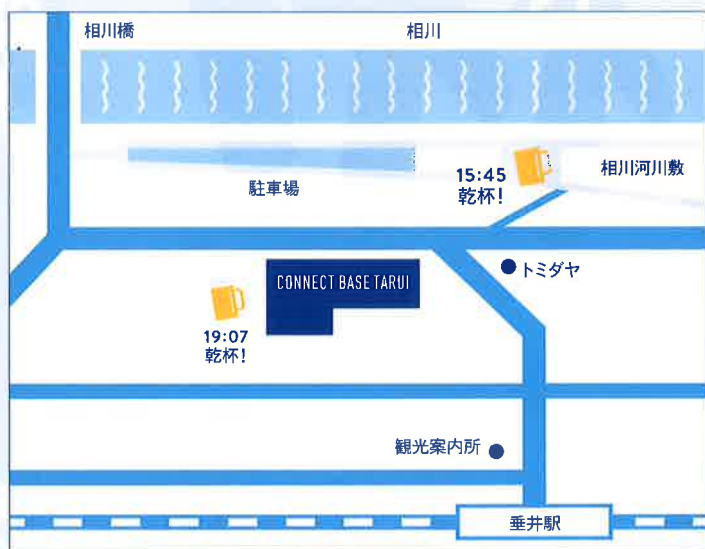 相川橋
相川
駐車場
15:45
乾杯!
相川河川敷
CONNECT BASE TARUI
トミダヤ
19:07
乾杯!
観光案内所
垂井駅